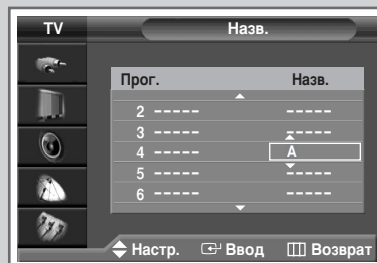 TV Назв.
Прог. Назв.
2 ----- -----
3 ----- -----
4 ----- A
5 ----- -----
6 ----- -----
Настр. Ввод Возврат